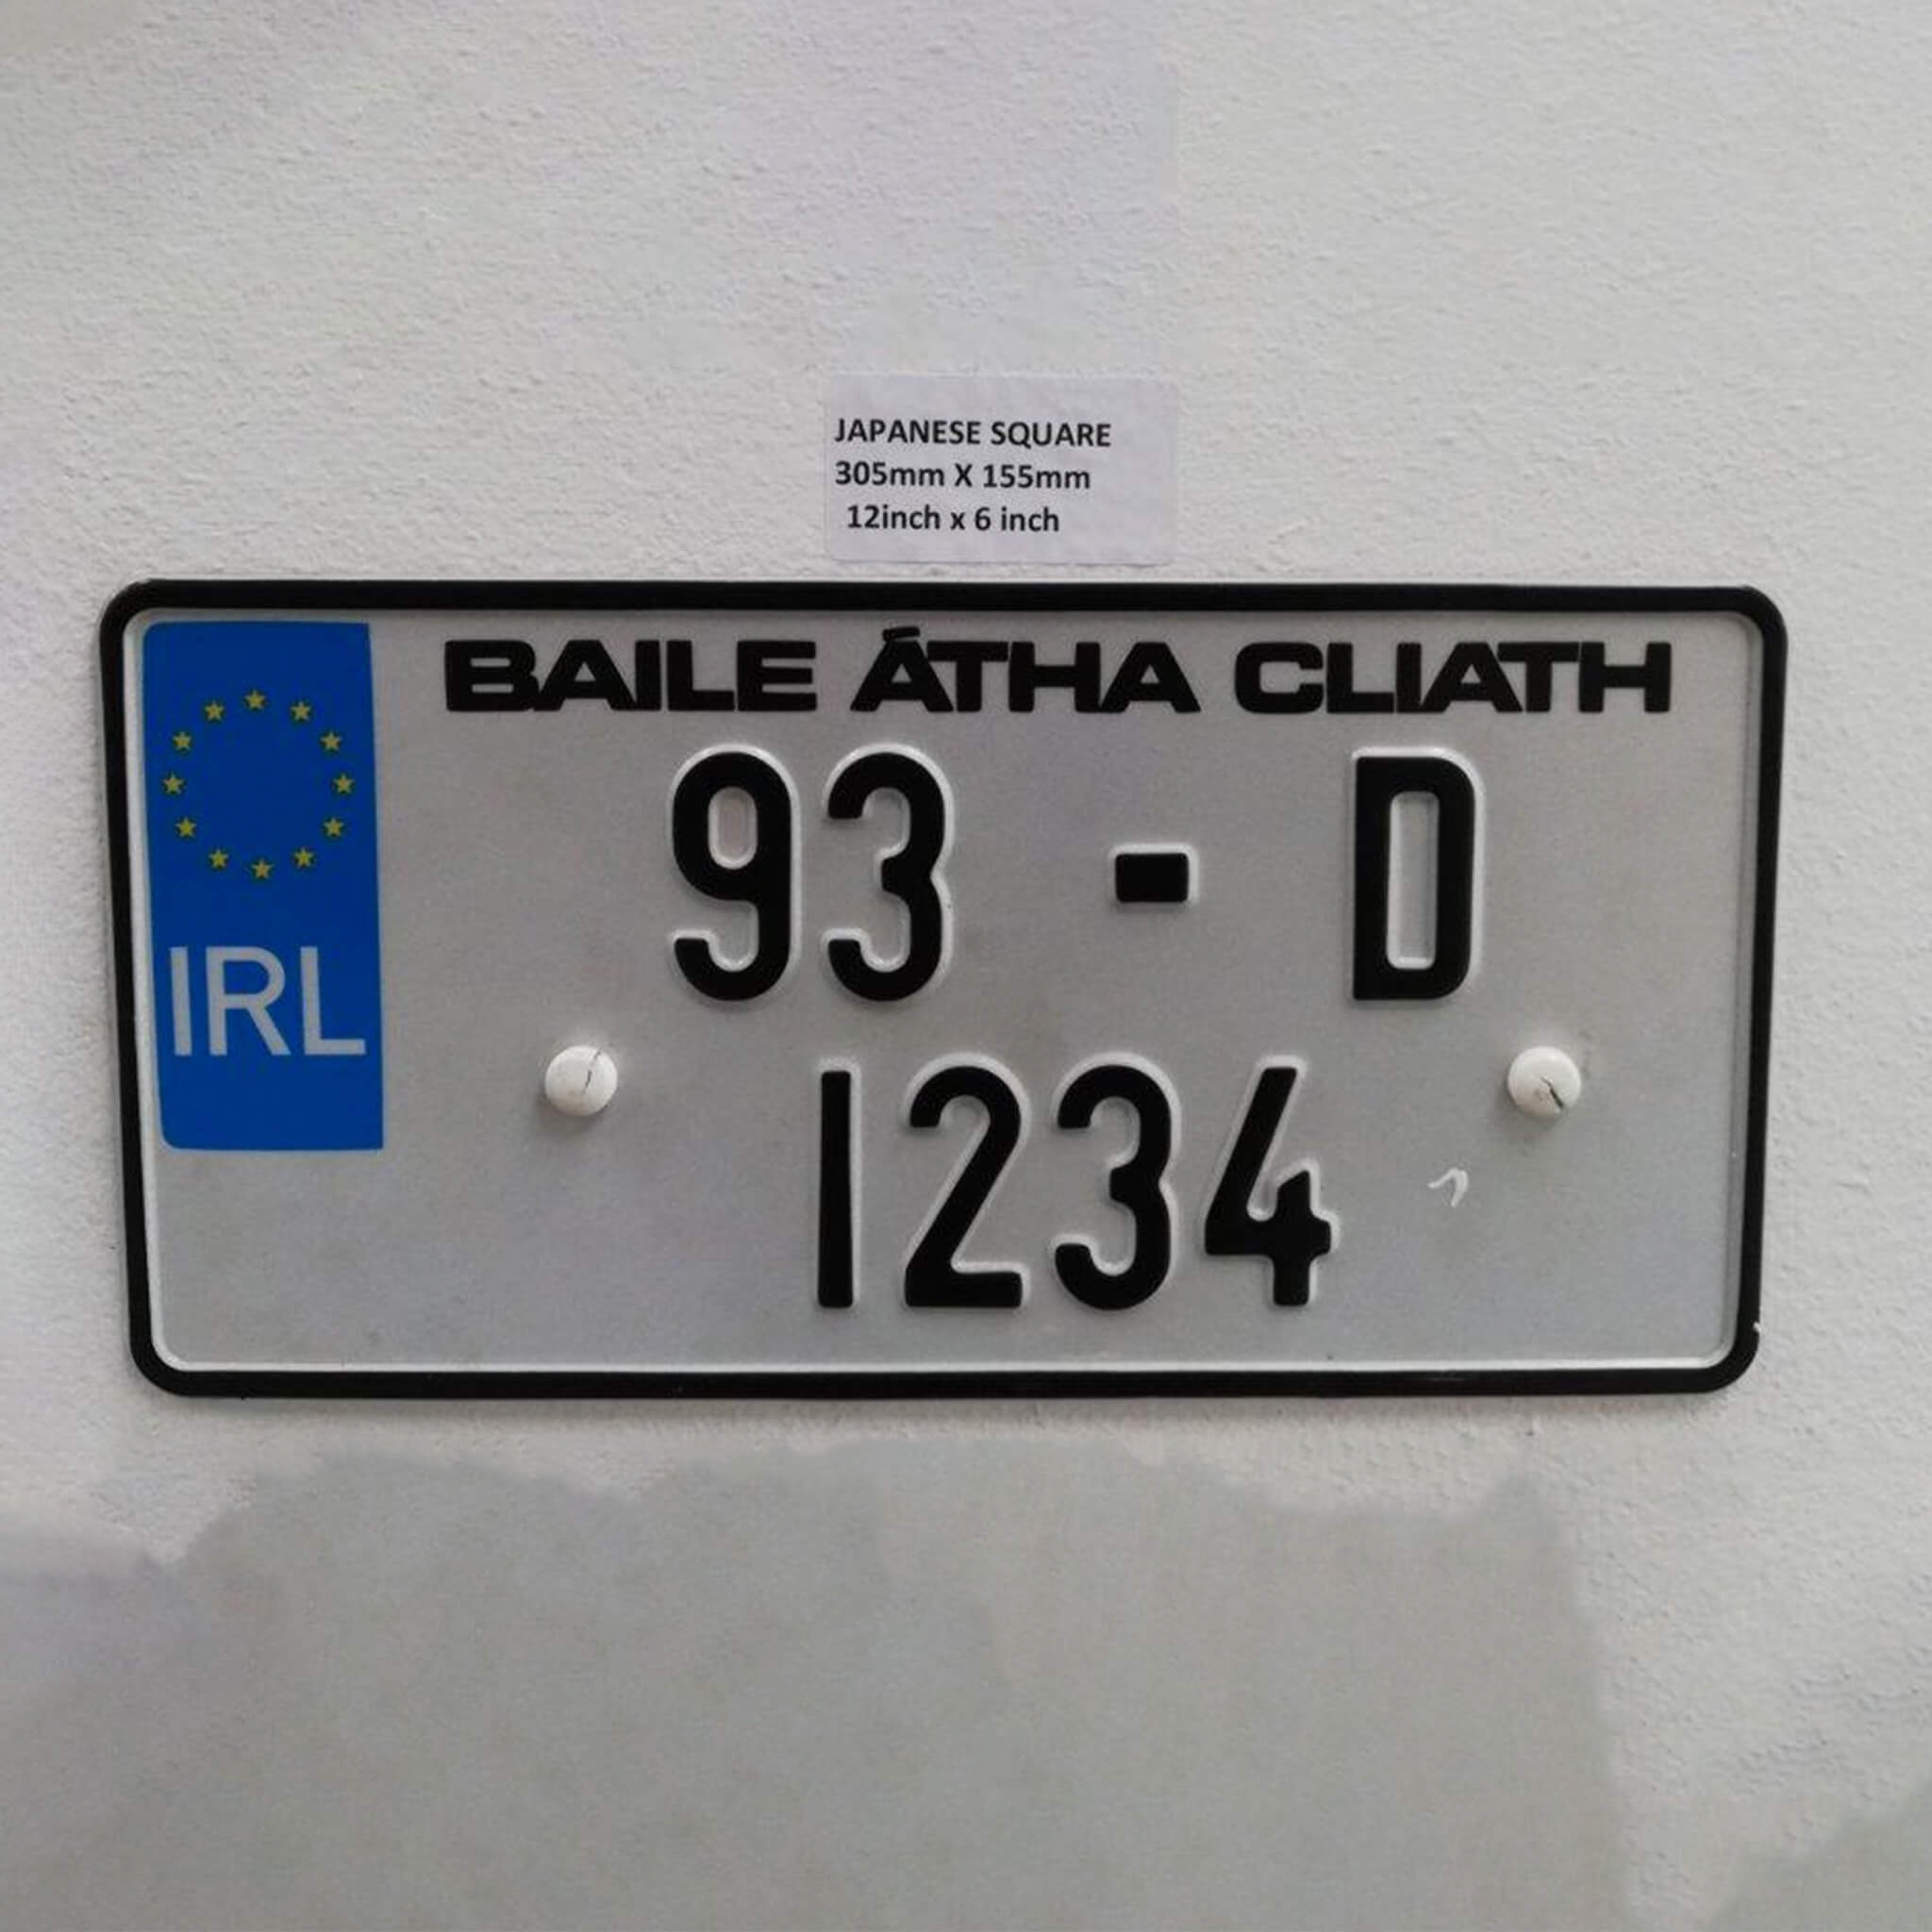 JAPANESE SQUARE
305mm X 155mm
12inch x 6 inch
BAILE ÁTHA CLIATH
93 - D
IRL
1234